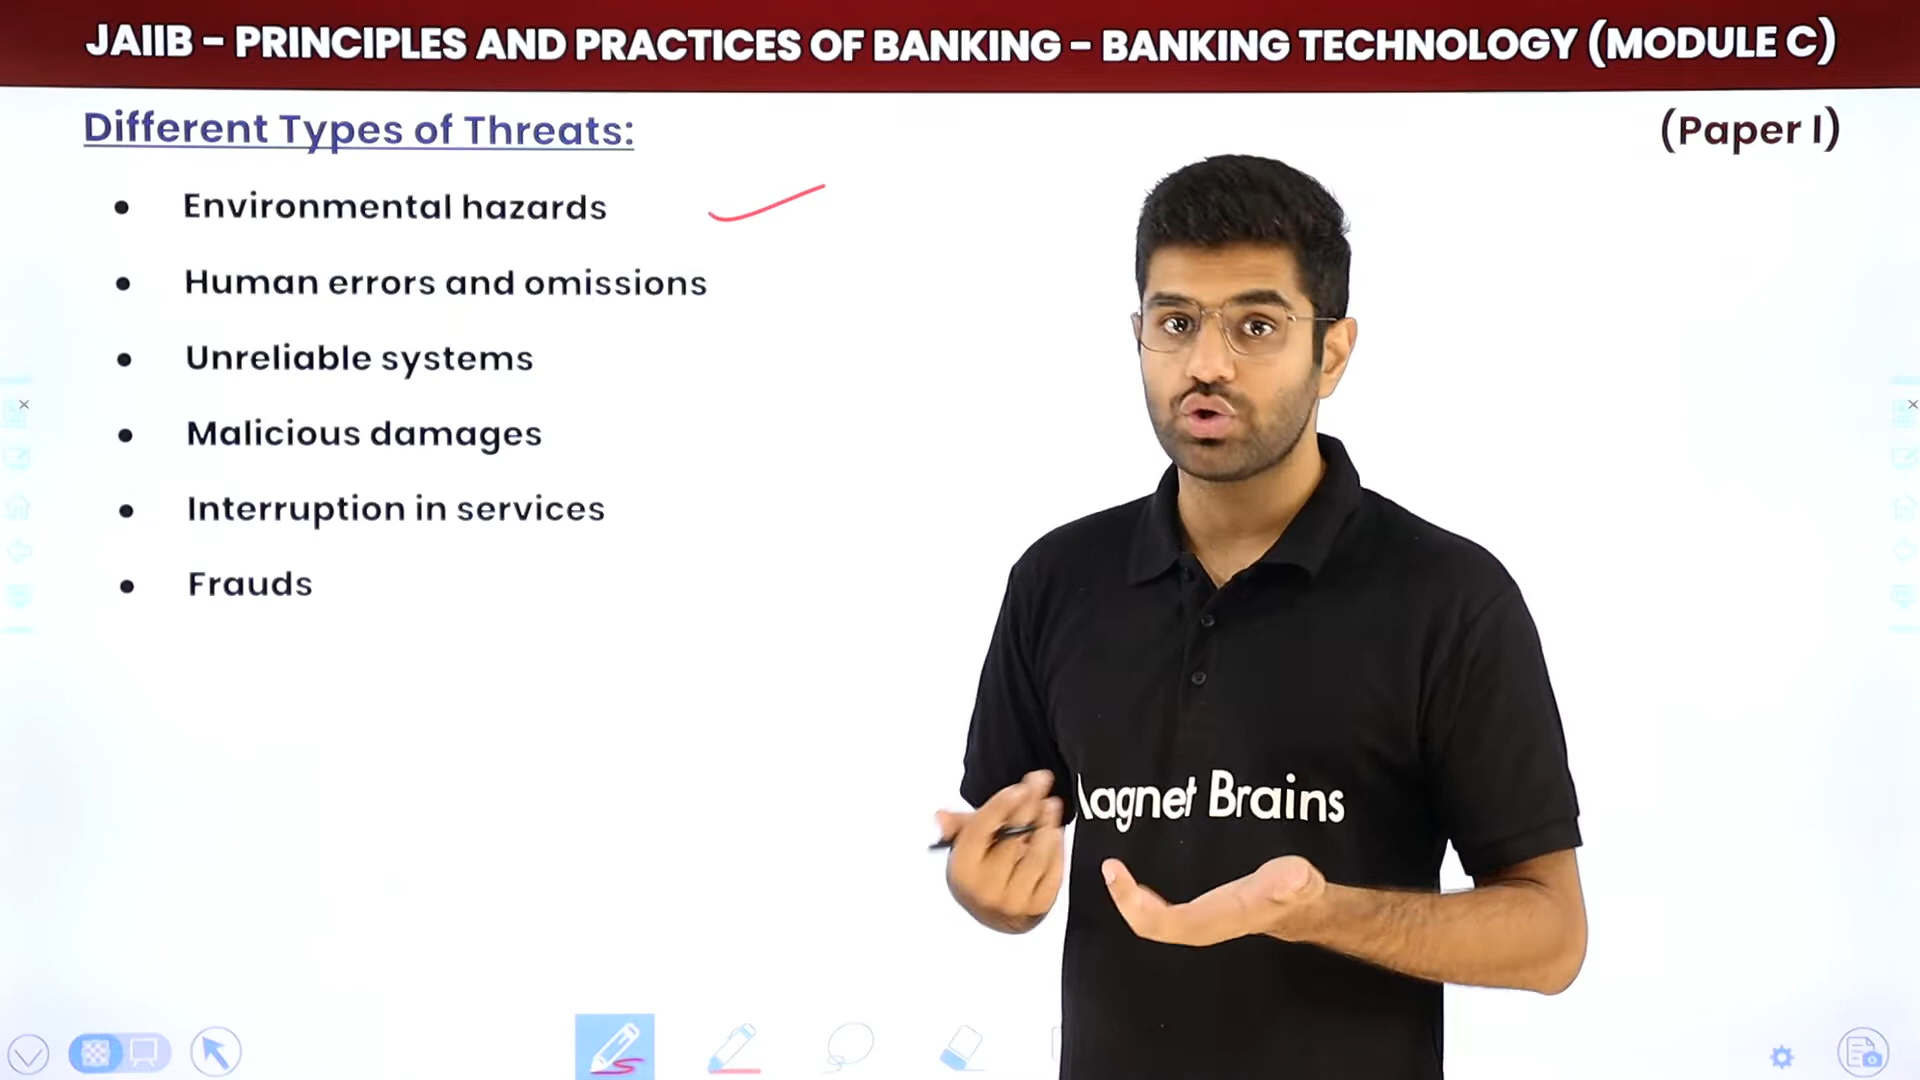 JAIIB - PRINCIPLES AND PRACTICES OF BANKING - BANKING TECHNOLOGY (MODULE C)
Different Types of Threats:
(Paper I)
• Environmental hazards
• Human errors and omissions
• Unreliable systems
• Malicious damages
• Interruption in services
• Frauds
agnet Brains